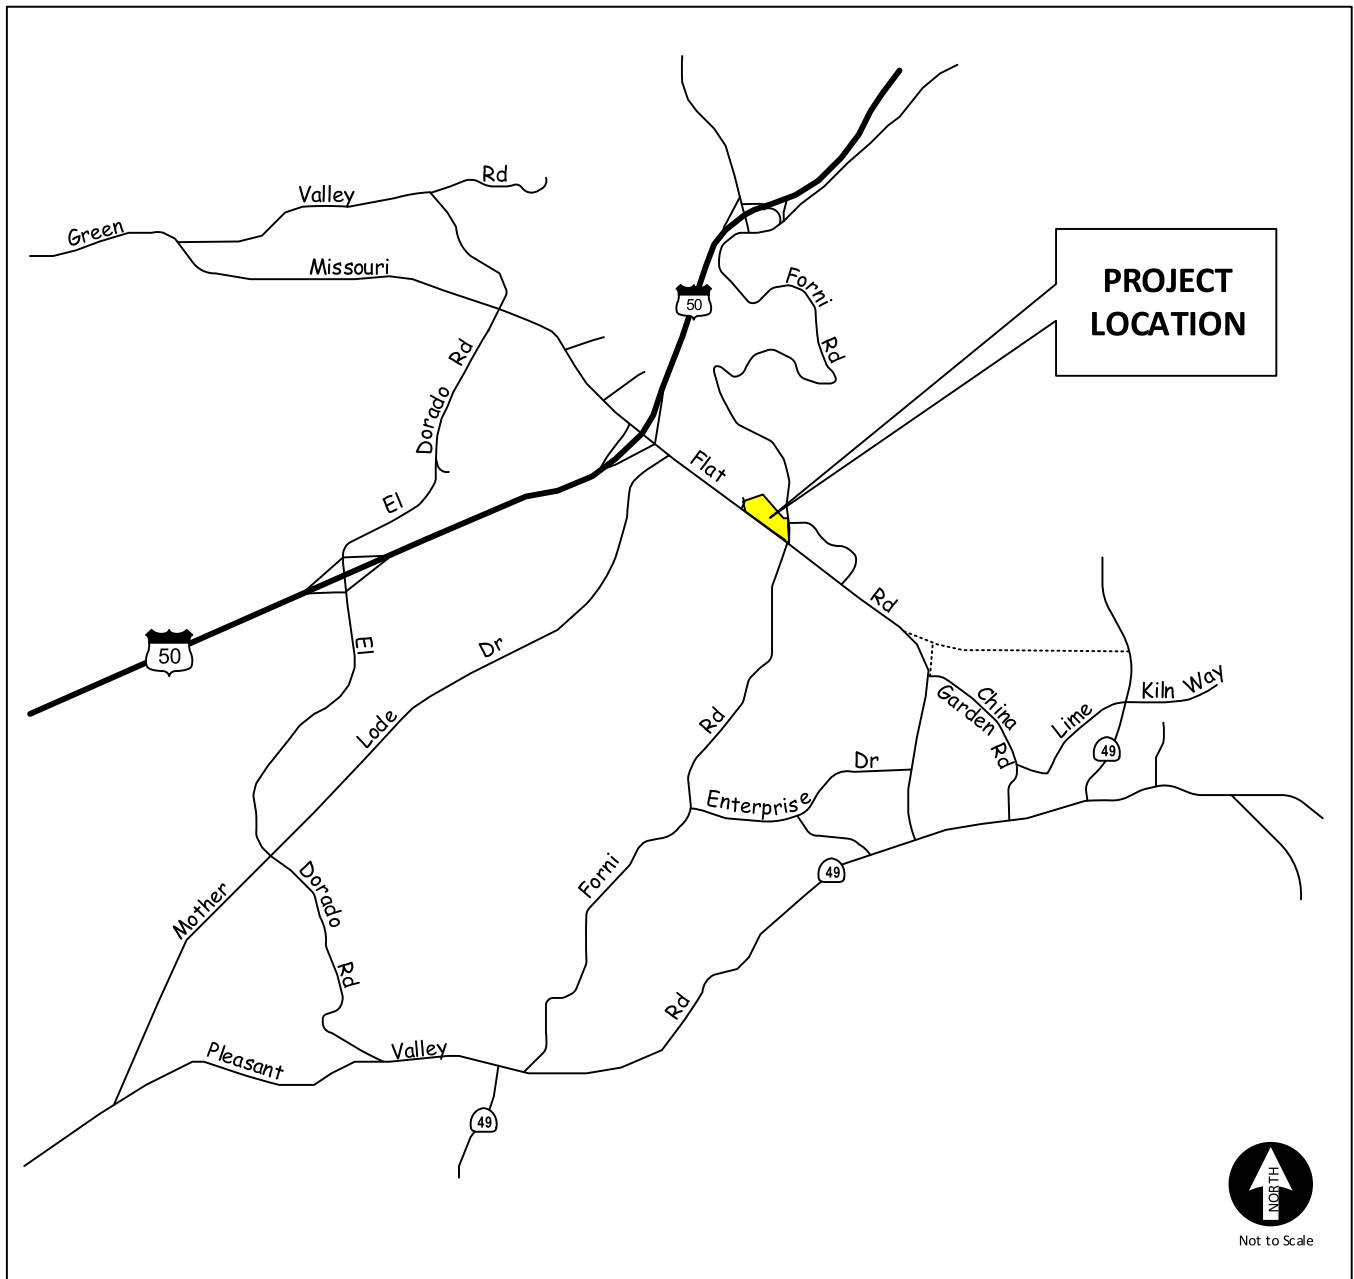 Rd
Valley
Green
Missouri
Forni
50
PROJECT
LOCATION
Rd
Rd
Dorado
Flat
El
Rd
El
50
Dr
China
Garden Rd
Kiln Way
Lime
Lode
Rd
49
Dr
Enterprise
49
Forni
Dorado
Mother
Rd
Rd
Valley
Pleasant
49
NORTH
Not to Scale